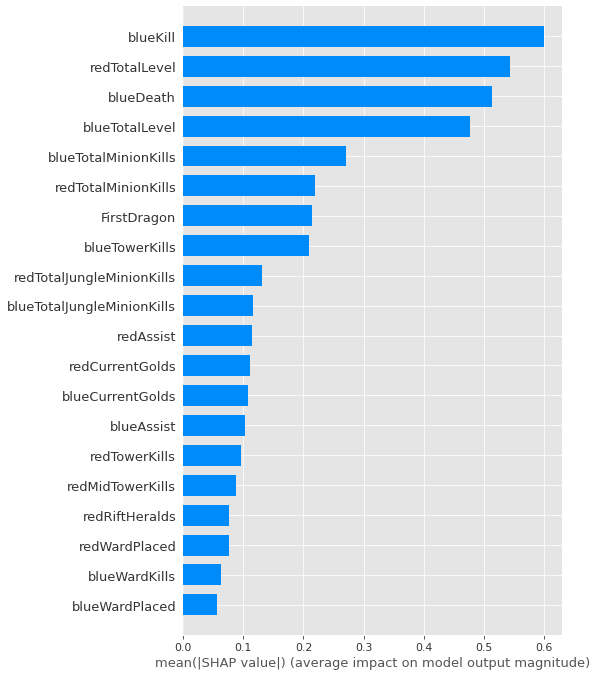 blueKill
redTotalLevel
blueDeath
blueTotalLevel
blueTotalMinionKills
redTotalMinionKills
FirstDragon
blueTowerKills
redTotalJungleMinionKills
blueTotalJungleMinionKills
redAssist
redCurrentGolds
blueCurrentGolds
blueAssist
redTowerKills
redMidTowerKills
redRiftHeralds
redWardPlaced
blueWardKills
blueWardPlaced
0.0 0.1 0.2 0.3 0.4 0.5 0.6
mean(|SHAP value|) (average impact on model output magnitude)